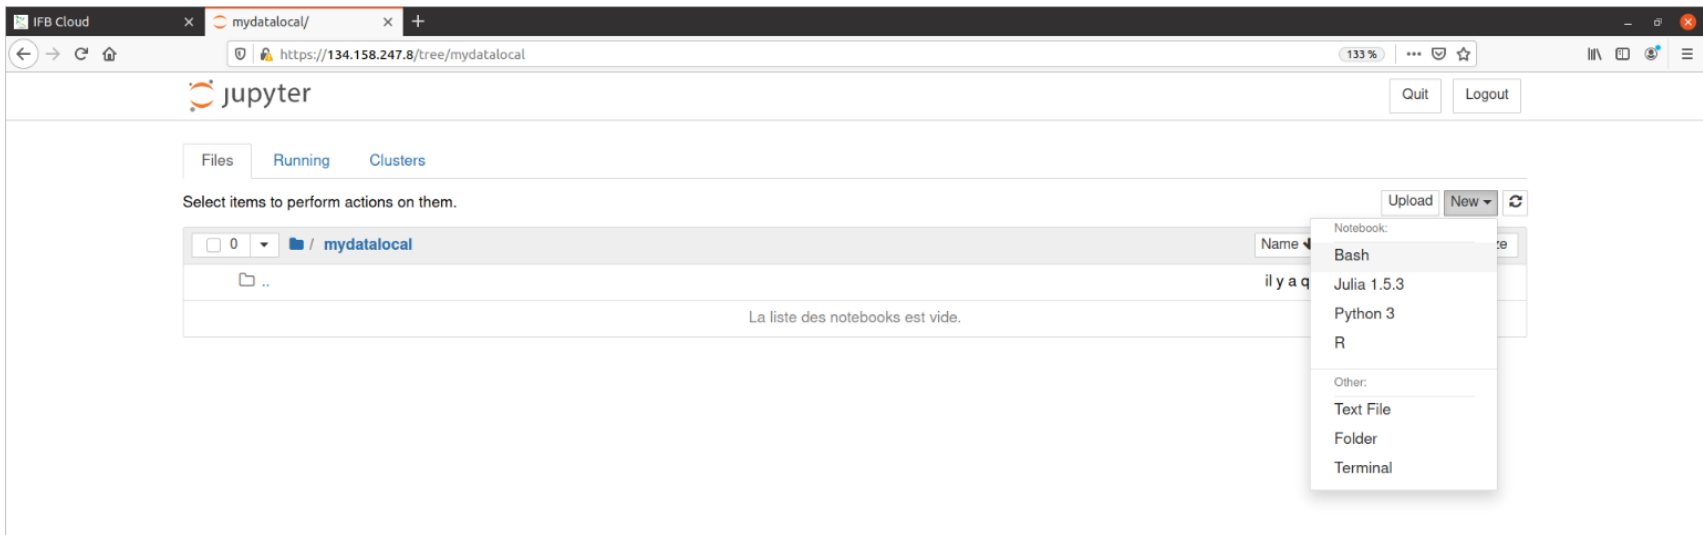 IFB Cloud
mydatalocal/
https://134.158.247.8/tree/mydatalocal
133 %
jupyter
Quit
Logout
Files
Running
Clusters
Select items to perform actions on them.
Upload
New
0
/ mydatalocal
Name
ze
..
il y a q
La liste des notebooks est vide.
Notebook:
Bash
Julia 1.5.3
Python 3
R
Other:
Text File
Folder
Terminal